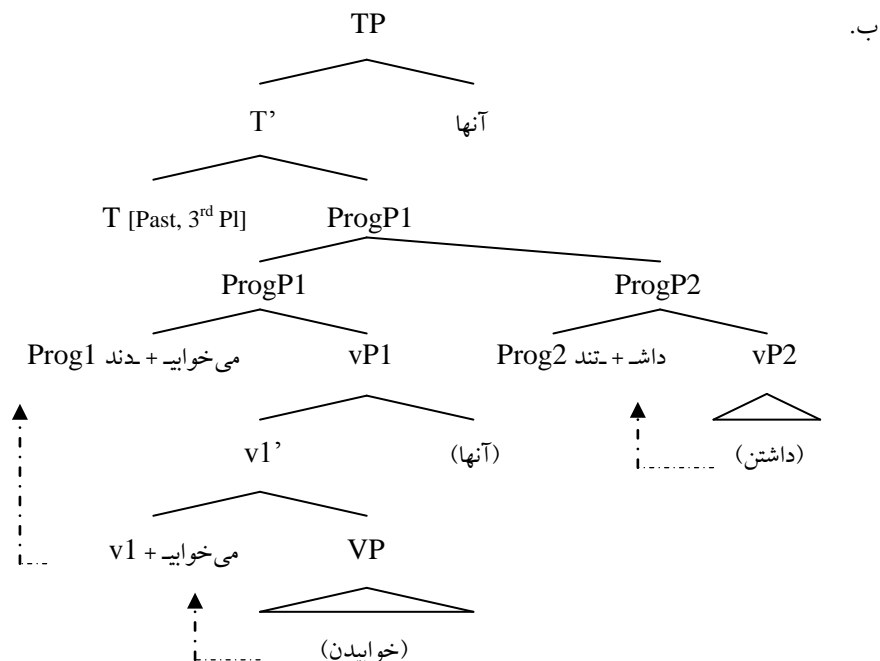 ب.
TP
T’ آنها
T [Past, 3rd Pl] ProgP1
ProgP1 ProgP2
Prog1 می‌خوابیـ + ـدند vP1 Prog2 داشـ + ـتند vP2
v1’ (آنها) (داشتن)
v1 + می‌خوابیـ VP
(خوابیدن)